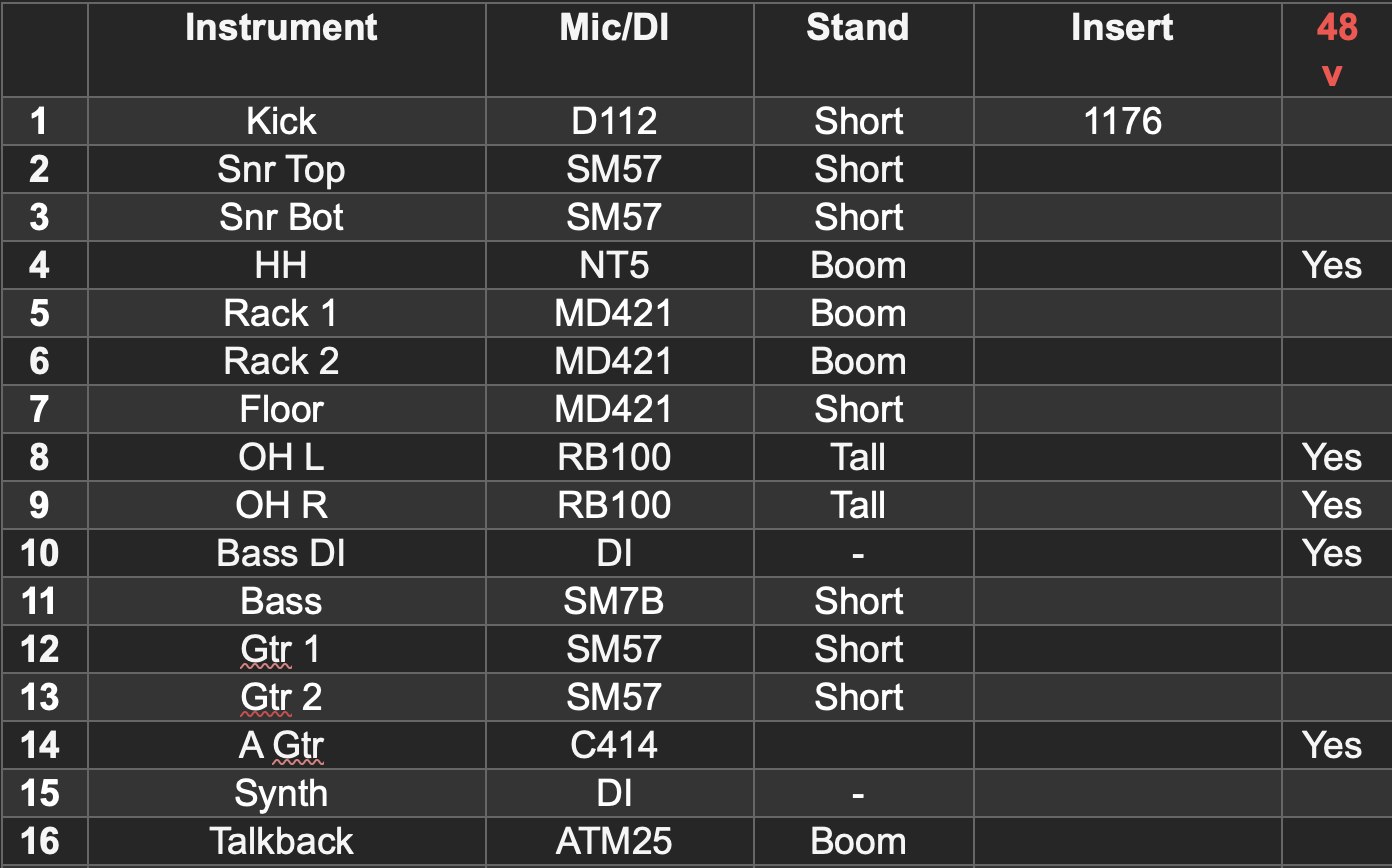 Instrument Mic/DI Stand Insert 48
v
1 Kick D112 Short 1176
2 Snr Top SM57 Short
3 Snr Bot SM57 Short
4 HH NT5 Boom Yes
5 Rack 1 MD421 Boom
6 Rack 2 MD421 Boom
7 Floor MD421 Short
8 OH L RB100 Tall Yes
9 OH R RB100 Tall Yes
10 Bass DI DI - Yes
11 Bass SM7B Short
12 Gtr 1 SM57 Short
13 Gtr 2 SM57 Short
14 A Gtr C414 Yes
15 Synth DI -
16 Talkback ATM25 Boom